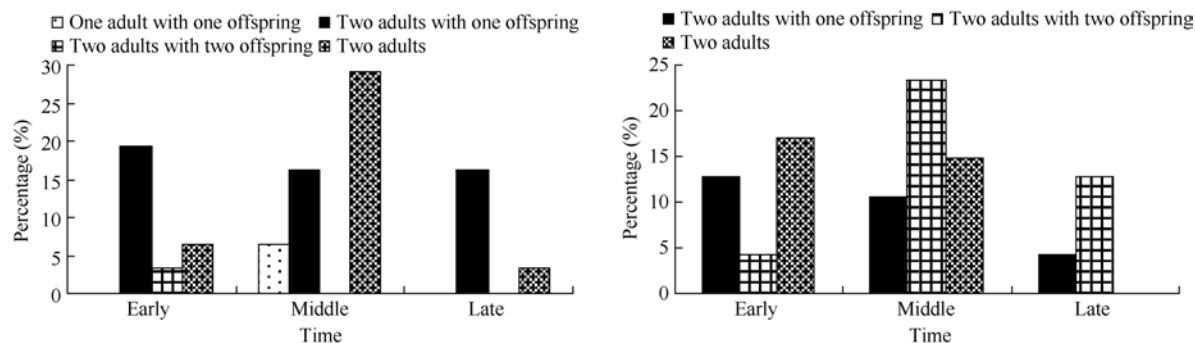 One adult with one offspring Two adults with one offspring
Two adults with two offspring Two adults
30
25
20
15
10
5
0
Percentage (%)
Early Middle Late
Time
Two adults with one offspring Two adults with two offspring
Two adults
25
20
15
10
5
0
Percentage (%)
Early Middle Late
Time